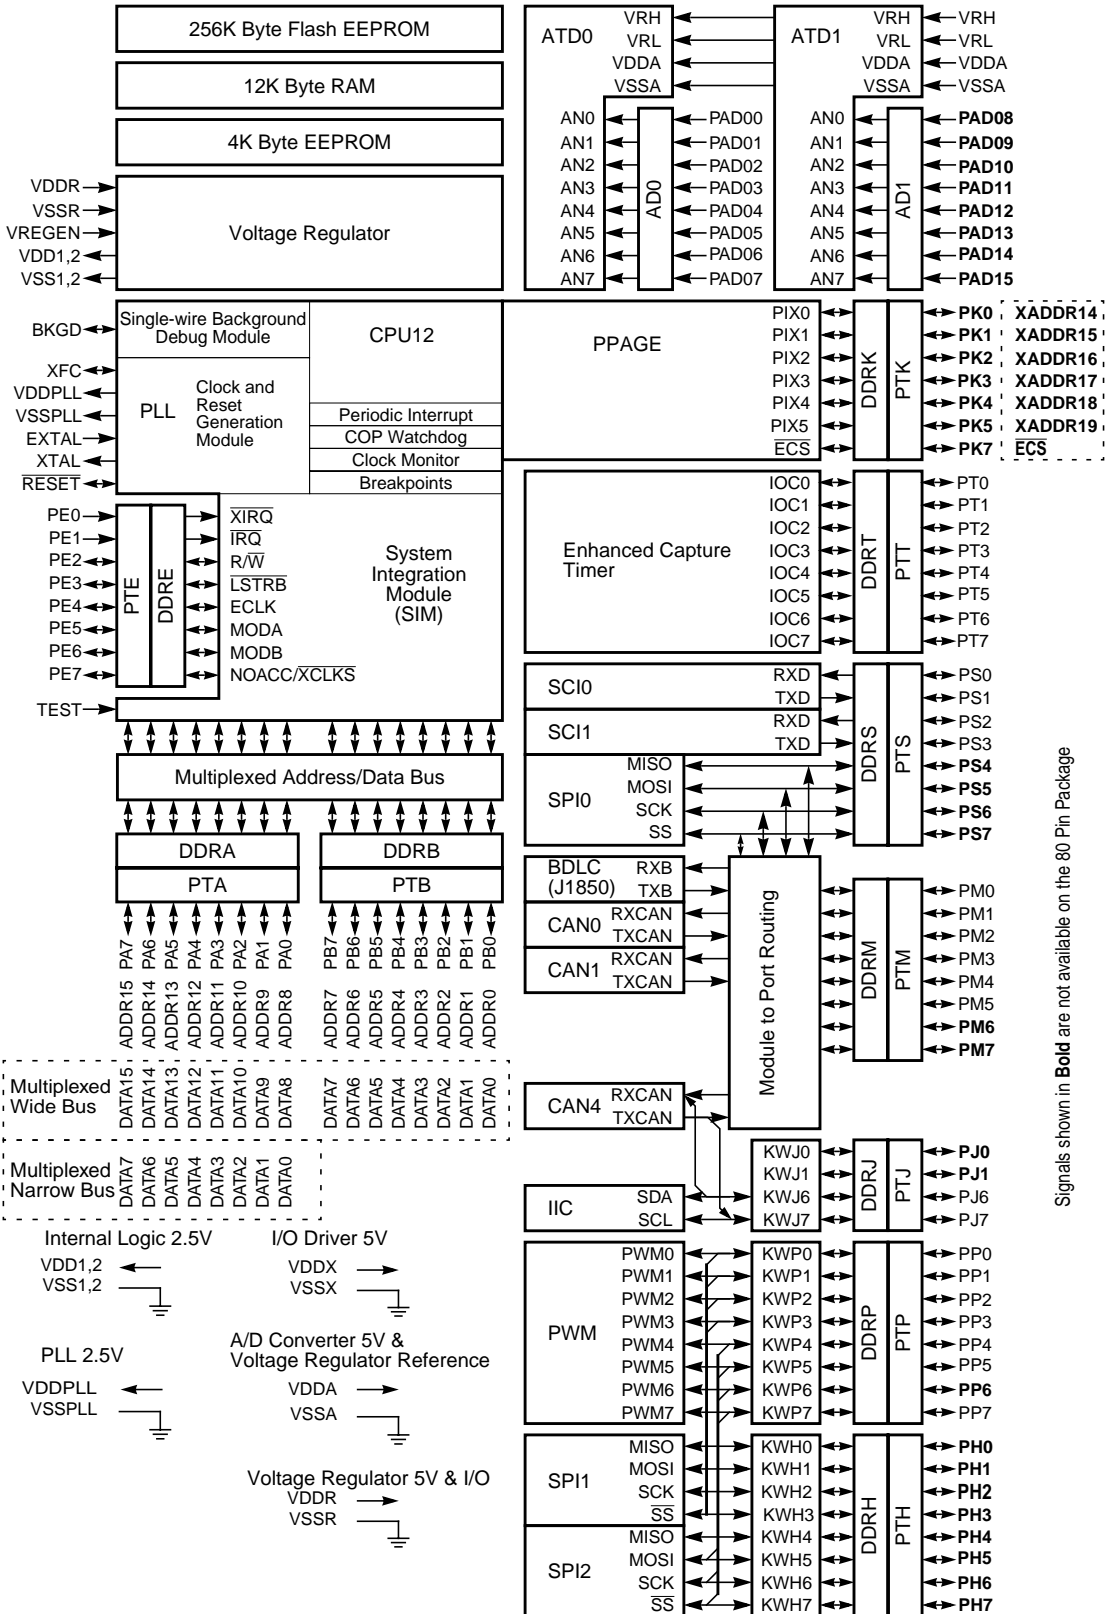 256K Byte Flash EEPROM
12K Byte RAM
4K Byte EEPROM
VDDR
VSSR
VREGEN
VDD1,2
VSS1,2
Voltage Regulator
ATD0
VRH
VRL
VDDA
VSSA
AN0
AN1
AN2
AN3
AN4
AN5
AN6
AN7
AD0
PAD00
PAD01
PAD02
PAD03
PAD04
PAD05
PAD06
PAD07
ATD1
VRH
VRL
VDDA
VSSA
VRH
VRL
VDDA
VSSA
AN0
AN1
AN2
AN3
AN4
AN5
AN6
AN7
AD1
PAD08
PAD09
PAD10
PAD11
PAD12
PAD13
PAD14
PAD15
BKGD
XFC
VDDPLL
VSSPLL
EXTAL
XTAL
RESET
Single-wire Background
Debug Module
CPU12
PLL
Clock and
Reset
Generation
Module
Periodic Interrupt
COP Watchdog
Clock Monitor
Breakpoints
PE0
PE1
PE2
PE3
PE4
PE5
PE6
PE7
TEST
PTE
DDRE
XIRQ
IRQ
R/W
LSTRB
ECLK
MODA
MODB
NOACC/XCLKS
System
Integration
Module
(SIM)
PPAGE
PIX0
PIX1
PIX2
PIX3
PIX4
PIX5
ECS
DDRK
PTK
PK0 XADDR14
PK1 XADDR15
PK2 XADDR16
PK3 XADDR17
PK4 XADDR18
PK5 XADDR19
PK7 ECS
Enhanced Capture
Timer
IOC0
IOC1
IOC2
IOC3
IOC4
IOC5
IOC6
IOC7
DDRT
PTT
PT0
PT1
PT2
PT3
PT4
PT5
PT6
PT7
SCI0
RXD
TXD
SCI1
RXD
TXD
SPI0
MISO
MOSI
SCK
SS
DDRS
PTS
PS0
PS1
PS2
PS3
PS4
PS5
PS6
PS7
Multiplexed Address/Data Bus
DDRA
DDRB
PTA
PTB
PA7
PA6
PA5
PA4
PA3
PA2
PA1
PA0
PB7
PB6
PB5
PB4
PB3
PB2
PB1
PB0
ADDR15
ADDR14
ADDR13
ADDR12
ADDR11
ADDR10
ADDR9
ADDR8
ADDR7
ADDR6
ADDR5
ADDR4
ADDR3
ADDR2
ADDR1
ADDR0
Multiplexed
Wide Bus
DATA15
DATA14
DATA13
DATA12
DATA11
DATA10
DATA9
DATA8
DATA7
DATA6
DATA5
DATA4
DATA3
DATA2
DATA1
DATA0
Multiplexed
Narrow Bus
DATA7
DATA6
DATA5
DATA4
DATA3
DATA2
DATA1
DATA0
BDLC
(J1850)
RXB
TXB
CAN0
RXCAN
TXCAN
CAN1
RXCAN
TXCAN
CAN4
RXCAN
TXCAN
Module to Port Routing
DDRM
PTM
PM0
PM1
PM2
PM3
PM4
PM5
PM6
PM7
IIC
SDA
SCL
KWJ0
KWJ1
KWJ6
KWJ7
DDRJ
PTJ
PJ0
PJ1
PJ6
PJ7
PWM
PWM0
PWM1
PWM2
PWM3
PWM4
PWM5
PWM6
PWM7
KWP0
KWP1
KWP2
KWP3
KWP4
KWP5
KWP6
KWP7
DDRP
PTP
PP0
PP1
PP2
PP3
PP4
PP5
PP6
PP7
SPI1
MISO
MOSI
SCK
SS
SPI2
MISO
MOSI
SCK
SS
KWH0
KWH1
KWH2
KWH3
KWH4
KWH5
KWH6
KWH7
DDRH
PTH
PH0
PH1
PH2
PH3
PH4
PH5
PH6
PH7
Internal Logic 2.5V
VDD1,2
VSS1,2
I/O Driver 5V
VDDX
VSSX
PLL 2.5V
VDDPLL
VSSPLL
A/D Converter 5V &
Voltage Regulator Reference
VDDA
VSSA
Voltage Regulator 5V & I/O
VDDR
VSSR
Signals shown in Bold are not available on the 80 Pin Package